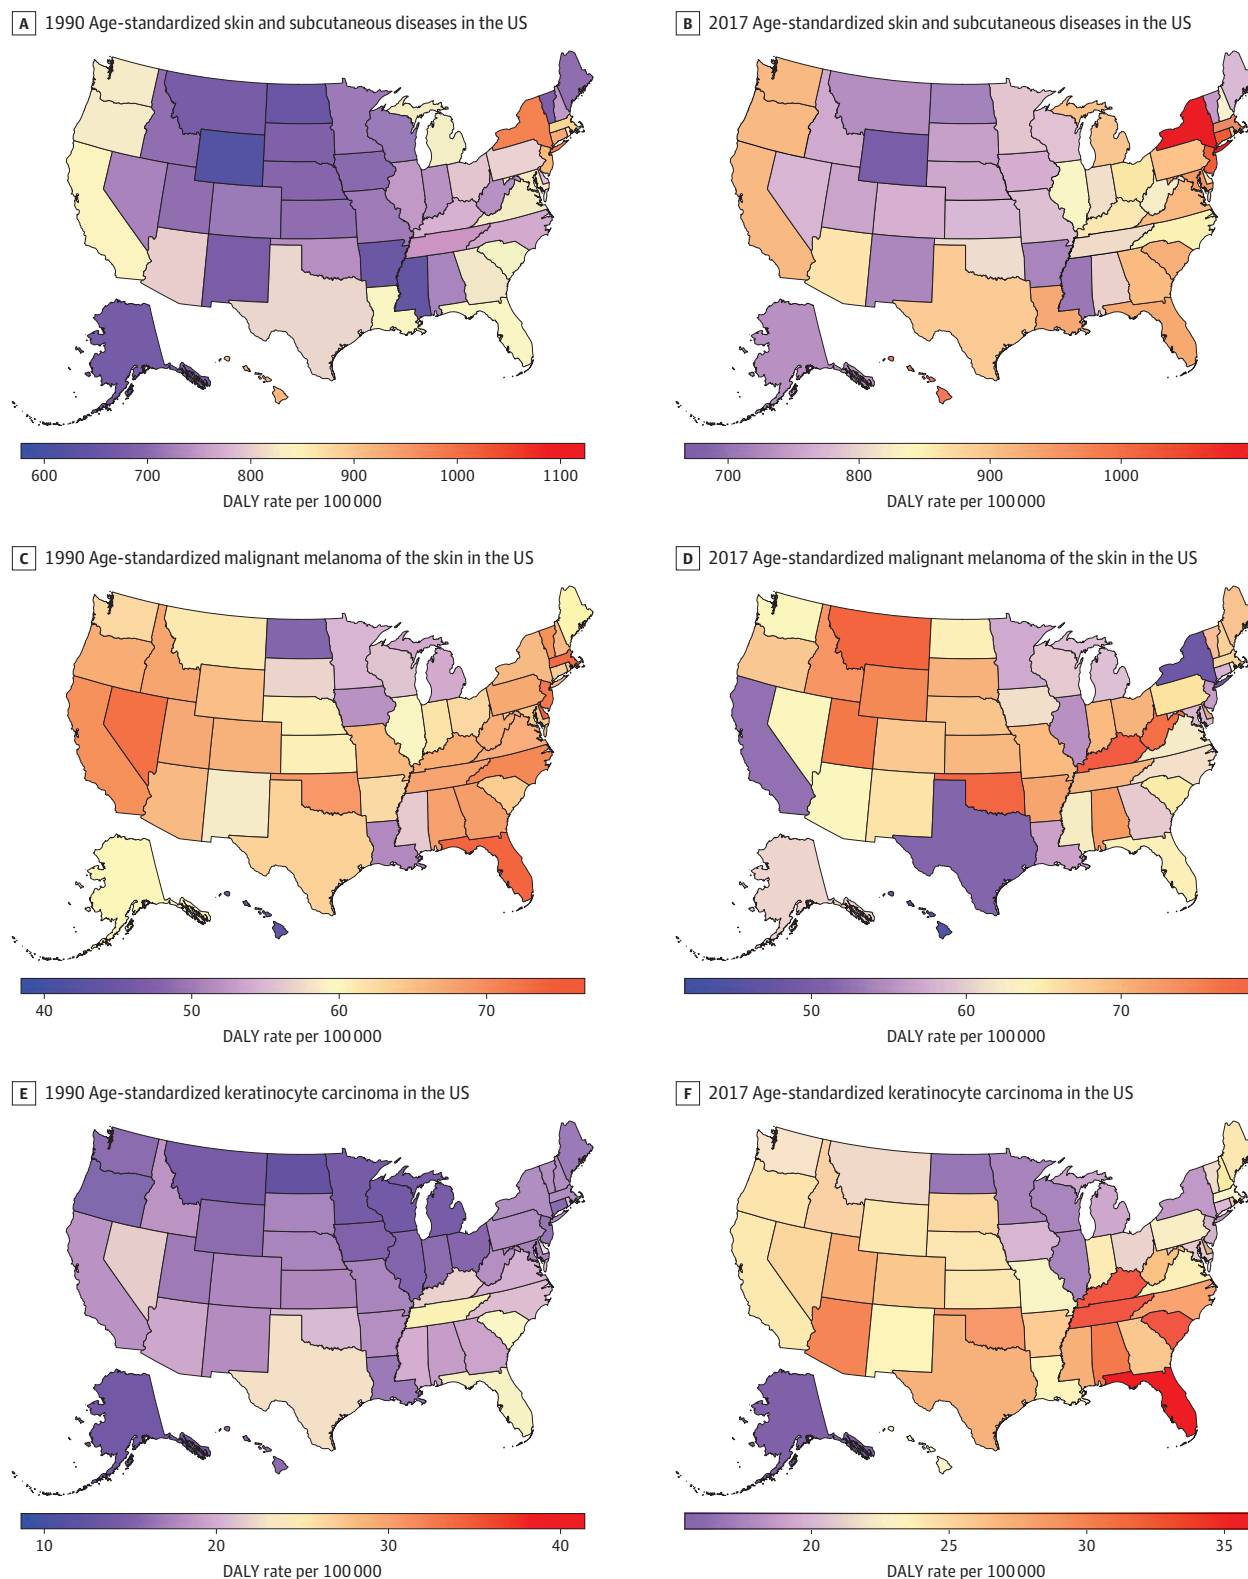 A 1990 Age-standardized skin and subcutaneous diseases in the US
600 700 800 900 1000 1100
DALY rate per 100 000
B 2017 Age-standardized skin and subcutaneous diseases in the US
700 800 900 1000
DALY rate per 100 000
C 1990 Age-standardized malignant melanoma of the skin in the US
40 50 60 70
DALY rate per 100 000
D 2017 Age-standardized malignant melanoma of the skin in the US
50 60 70
DALY rate per 100 000
E 1990 Age-standardized keratinocyte carcinoma in the US
10 20 30 40
DALY rate per 100 000
F 2017 Age-standardized keratinocyte carcinoma in the US
20 25 30 35
DALY rate per 100 000